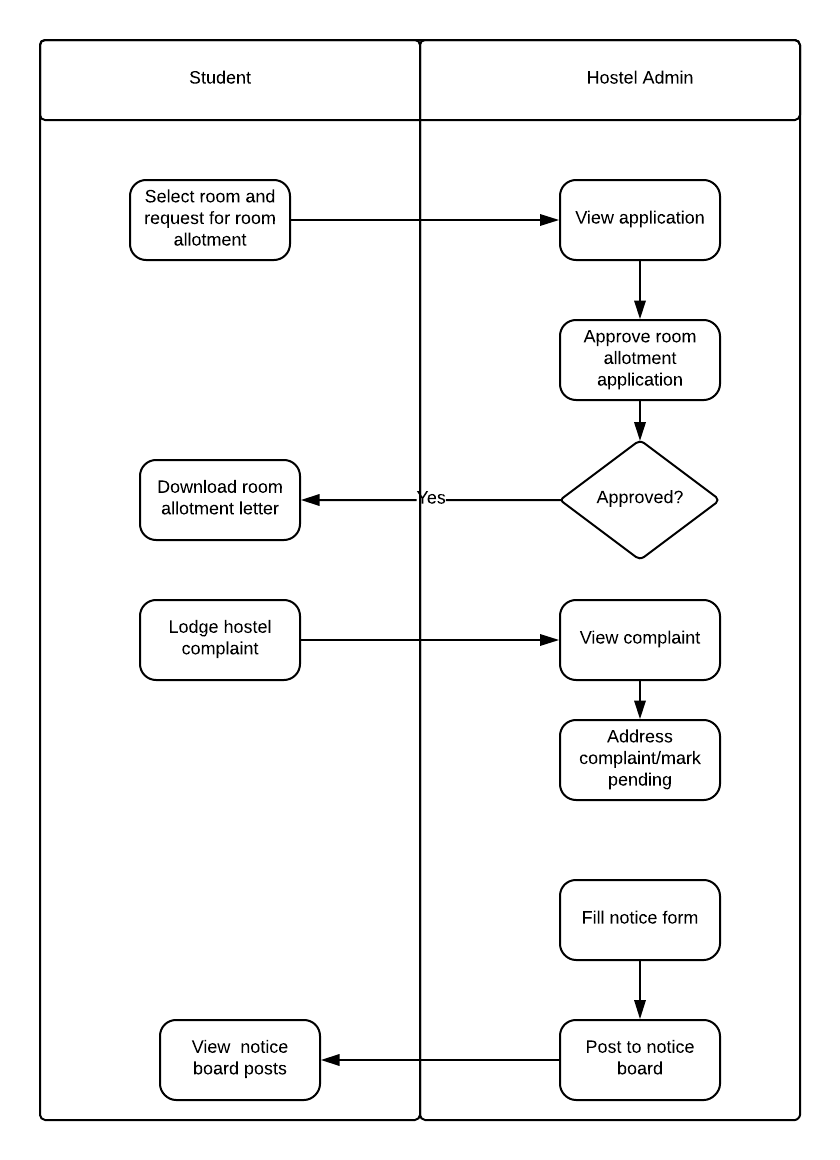 Student
Hostel Admin
Select room and
request for room
allotment
View application
Approve room
allotment
application
Download room
allotment letter
Yes
Approved?
Lodge hostel
complaint
View complaint
Address
complaint/mark
pending
Fill notice form
View notice
board posts
Post to notice
board